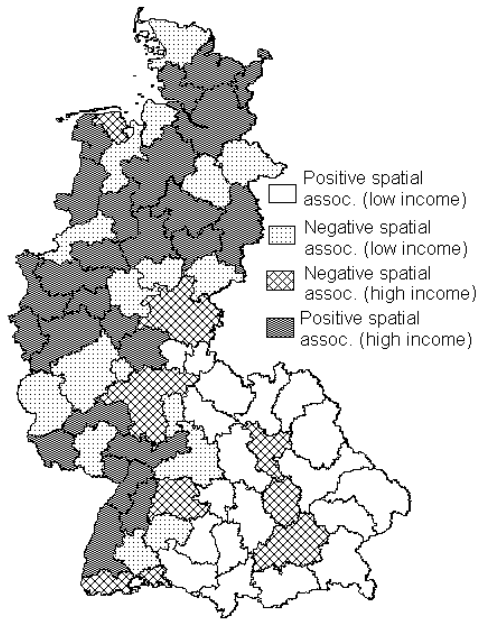 Positive spatial
assoc. (low income)
Negative spatial
assoc. (low income)
Negative spatial
assoc. (high income)
Positive spatial
assoc. (high income)